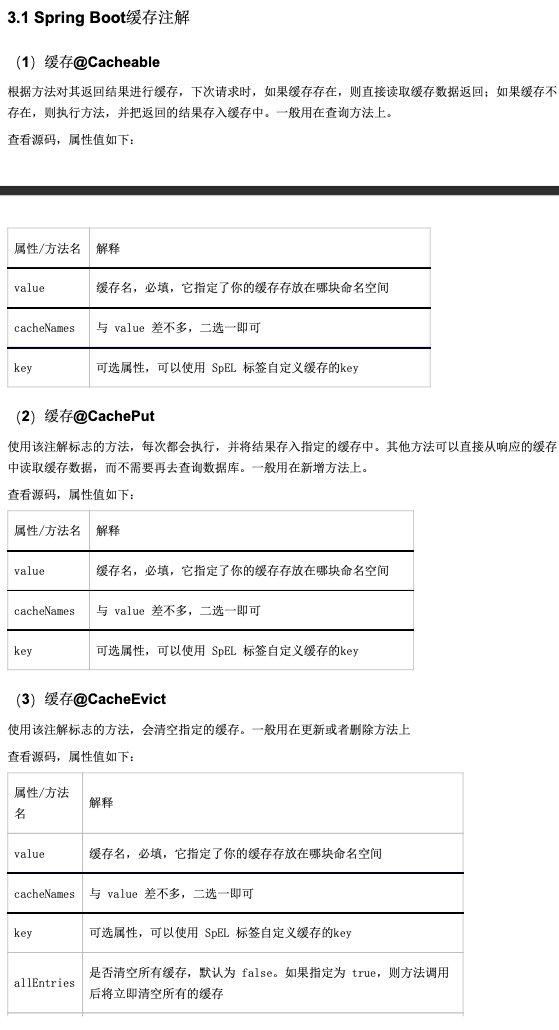 3.1 Spring Boot缓存注解
（1）缓存@Cacheable
根据方法对其返回结果进行缓存，下次请求时，如果缓存存在，则直接读取缓存数据返回；如果缓存不
存在，则执行方法，并把返回的结果存入缓存中。一般用在查询方法上。
查看源码，属性值如下：
属性/方法名 解释
value 缓存名，必填，它指定了你的缓存存放在哪块命名空间
cacheNames 与 value 差不多，二选一即可
key 可选属性，可以使用 SpEL 标签自定义缓存的key
（2）缓存@CachePut
使用该注解标志的方法，每次都会执行，并将结果存入指定的缓存中。其他方法可以直接从响应的缓存
中读取缓存数据，而不需要再去查询数据库。一般用在新增方法上。
查看源码，属性值如下：
属性/方法名 解释
value 缓存名，必填，它指定了你的缓存存放在哪块命名空间
cacheNames 与 value 差不多，二选一即可
key 可选属性，可以使用 SpEL 标签自定义缓存的key
（3）缓存@CacheEvict
使用该注解标志的方法，会清空指定的缓存。一般用在更新或者删除方法上
查看源码，属性值如下：
属性/方法
名
解释
value 缓存名，必填，它指定了你的缓存存放在哪块命名空间
cacheNames 与 value 差不多，二选一即可
key 可选属性，可以使用 SpEL 标签自定义缓存的key
allEntries
是否清空所有缓存，默认为 false。如果指定为 true，则方法调用
后将立即清空所有的缓存